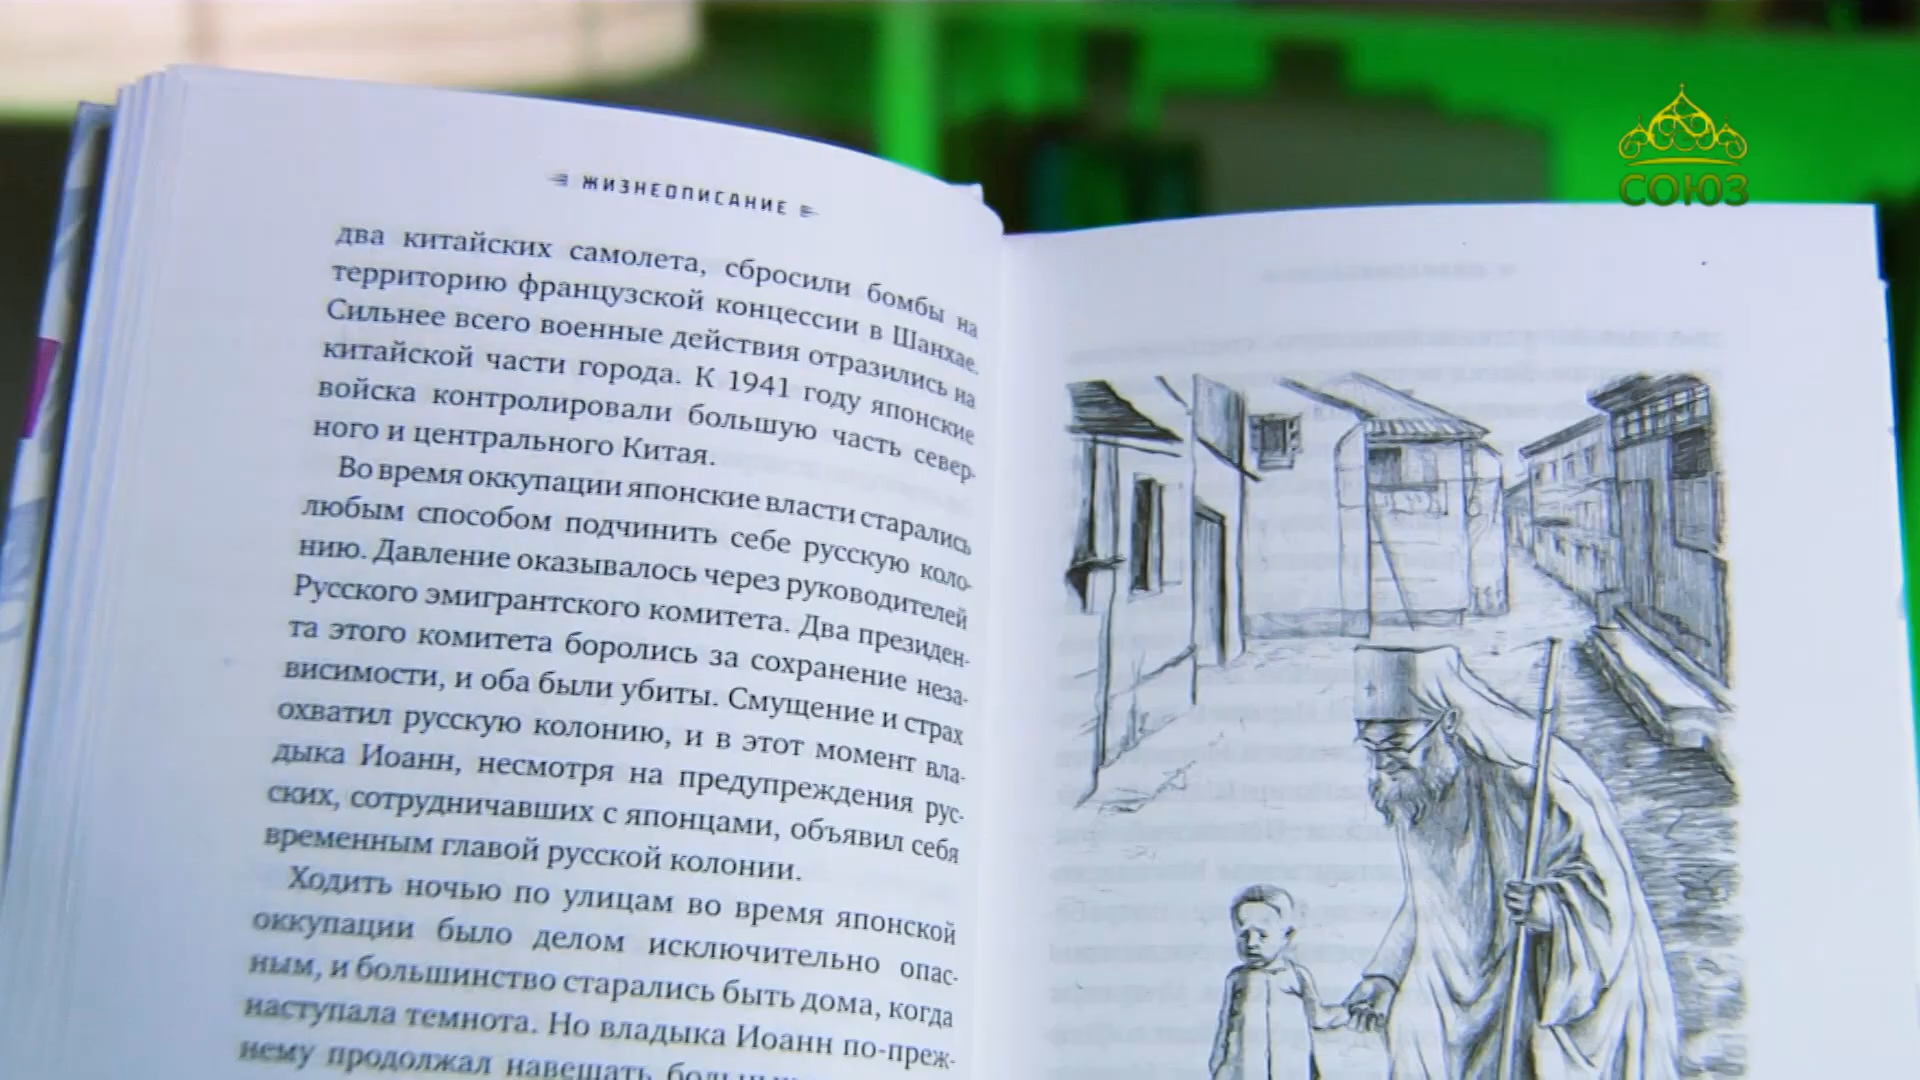 ЖИЗНЕОПИСАНИЕ
два китайских самолета, сбросили бомбы на
территорию французской концессии в Шанхае.
Сильнее всего военные действия отразились на
китайской части города. К 1941 году японские
войска контролировали большую часть север-
ного и центрального Китая.
Во время оккупации японские власти старались
любым способом подчинить себе русскую коло-
нию. Давление оказывалось через руководителей
Русского эмигрантского комитета. Два президен-
та этого комитета боролись за сохранение неза-
висимости, и оба были убиты. Смущение и страх
охватил русскую колонию, и в этот момент вла-
дыка Иоанн, несмотря на предупреждения рус-
ских, сотрудничавших с японцами, объявил себя
временным главой русской колонии.
Ходить ночью по улицам во время японской
оккупации было делом исключительно опас-
ным, и большинство старались быть дома, когда
наступала темнота. Но владыка Иоанн по-преж-
нему продолжал навещать
СОЮЗ